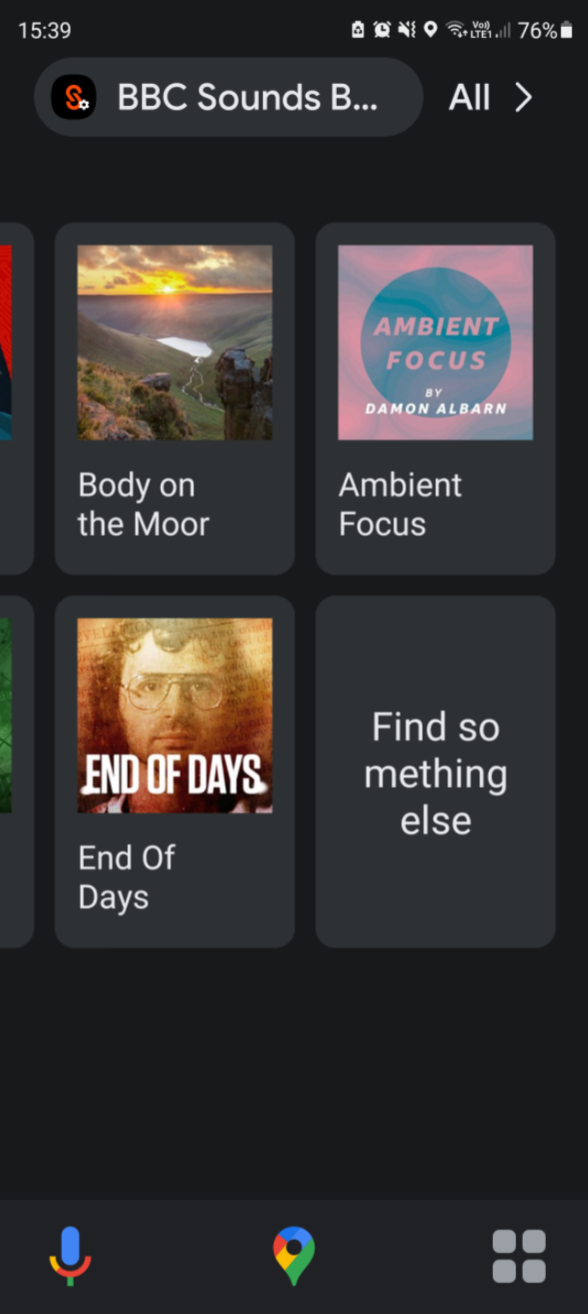 15:39
Vo))
LTE1
76%
BBC Sounds B...
All
AMBIENT
FOCUS
BY
DAMON ALBARN
Body on
the Moor
Ambient
Focus
END OF DAYS
End Of
Days
Find so
mething
else